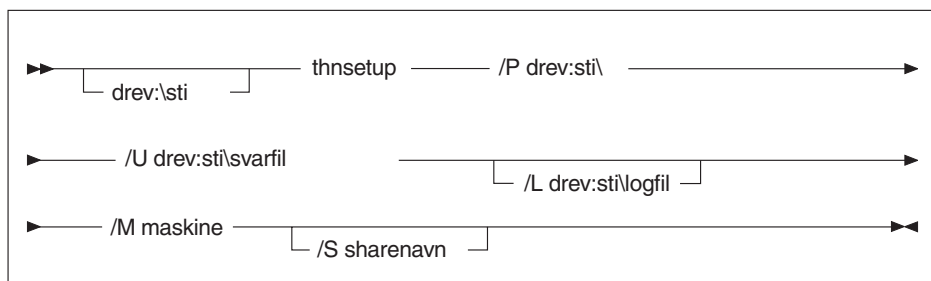 thnsetup /P drev:sti\
drev:\sti
/U drev:sti\svarfil
/L drev:sti\logfil
/M maskine
/S sharenavn